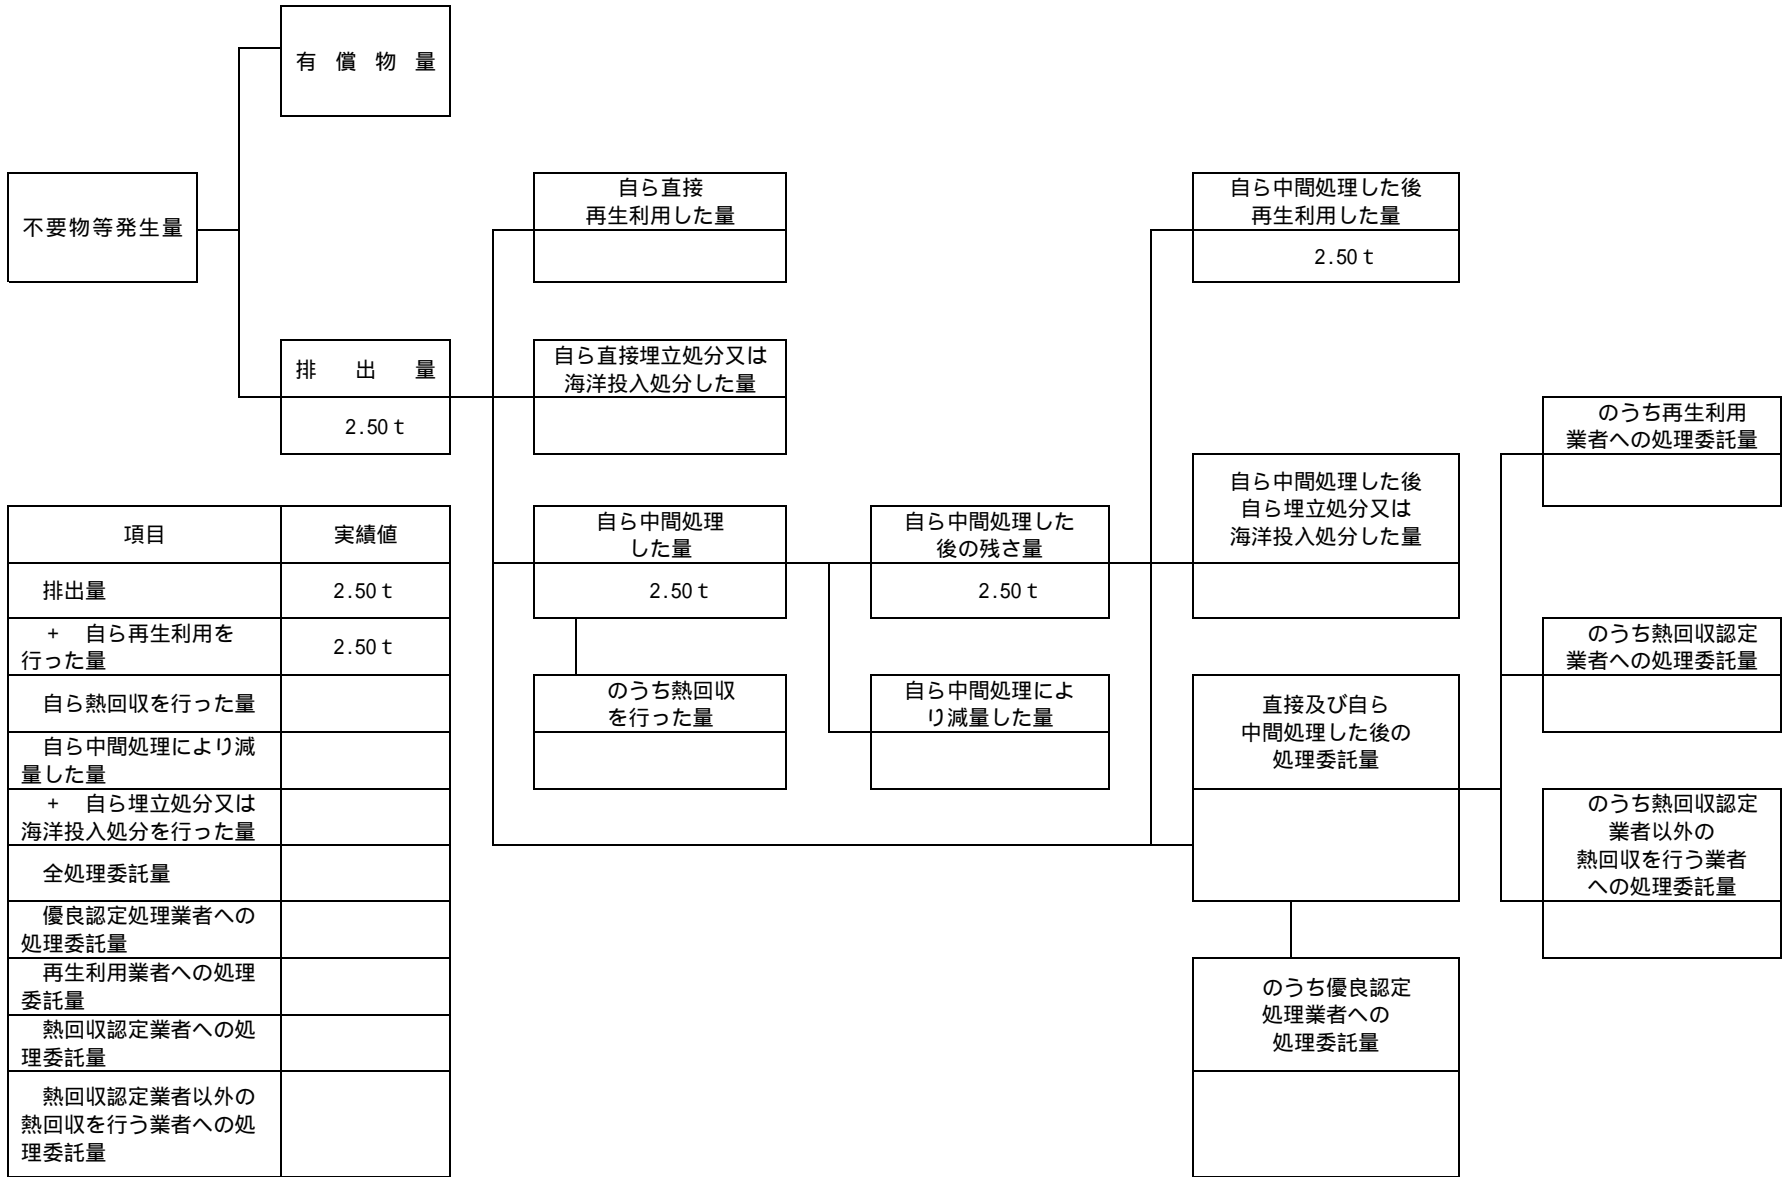 有償物量
不要物等発生量
自ら直接
再生利用した量
自ら中間処理した後
再生利用した量
2.50 t
排出量
2.50 t
自ら直接埋立処分又は
海洋投入処分した量
のうち再生利用
業者への処理委託量
自ら中間処理した後
自ら埋立処分又は
海洋投入処分した量
自ら中間処理
した量
2.50 t
自ら中間処理した
後の残さ量
2.50 t
のうち熱回収認定
業者への処理委託量
のうち熱回収
を行った量
自ら中間処理によ
り減量した量
直接及び自ら
中間処理した後の
処理委託量
のうち熱回収認定
業者以外の
熱回収を行う業者
への処理委託量
のうち優良認定
処理業者への
処理委託量
項目 実績値
排出量 2.50 t
+ 自ら再生利用を
行った量 2.50 t
自ら熱回収を行った量
自ら中間処理により減
量した量
+ 自ら埋立処分又は
海洋投入処分を行った量
全処理委託量
優良認定処理業者への
処理委託量
再生利用業者への処理
委託量
熱回収認定業者への処
理委託量
熱回収認定業者以外の
熱回収を行う業者への処
理委託量